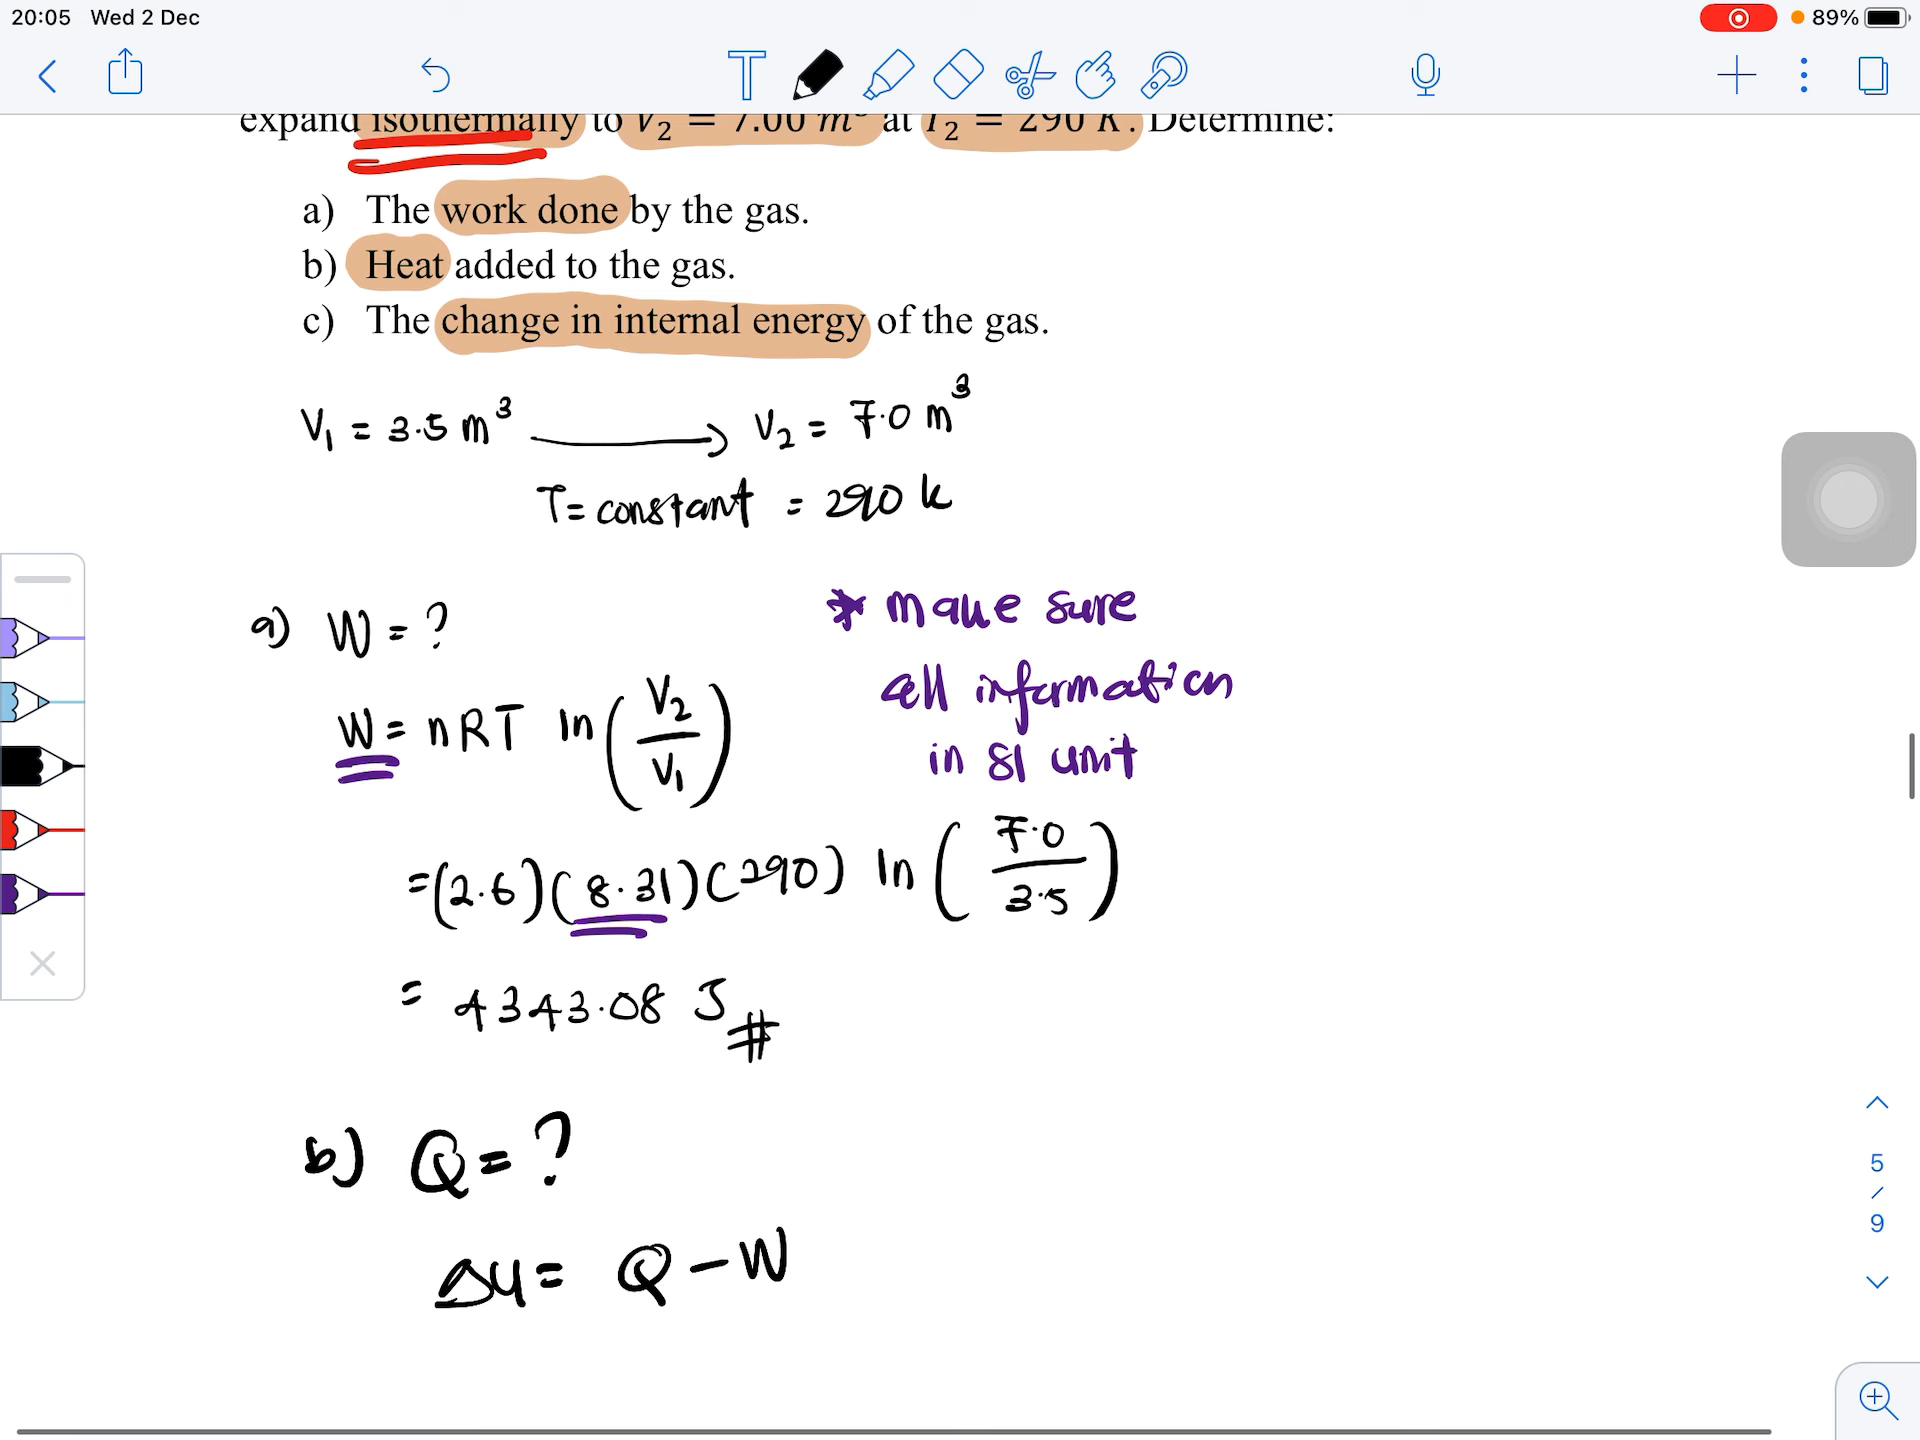 20:05 Wed 2 Dec 89%
T
expand isothermally to V₂ = 7.00 m³ at T₂ = 290 K. Determine:
a) The work done by the gas.
b) Heat added to the gas.
c) The change in internal energy of the gas.
V₁ = 3.5 m³ → V₂ = 7.0 m³
T = constant = 290 k
a) W = ?
* make sure
all information
in SI unit
W = nRT ln(V₂/V₁)
= (2.6)(8.31)(290) ln(7.0/3.5)
= 4343.08 J #
b) Q = ?
ΔU = Q - W
5
/
9